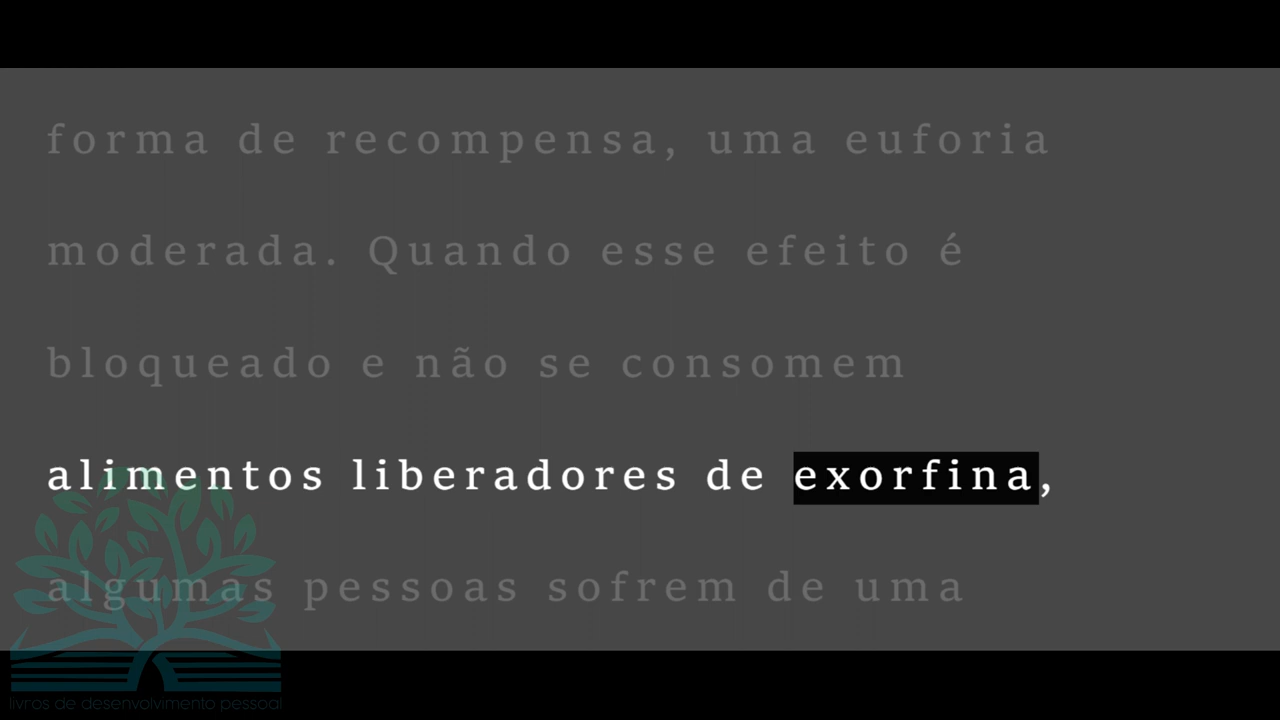 forma de recompensa, uma euforia
moderada. Quando esse efeito é
bloqueado e não se consomem
alimentos liberadores de exorfina,
algumas pessoas sofrem de uma
livros de desenvolvimento pessoal